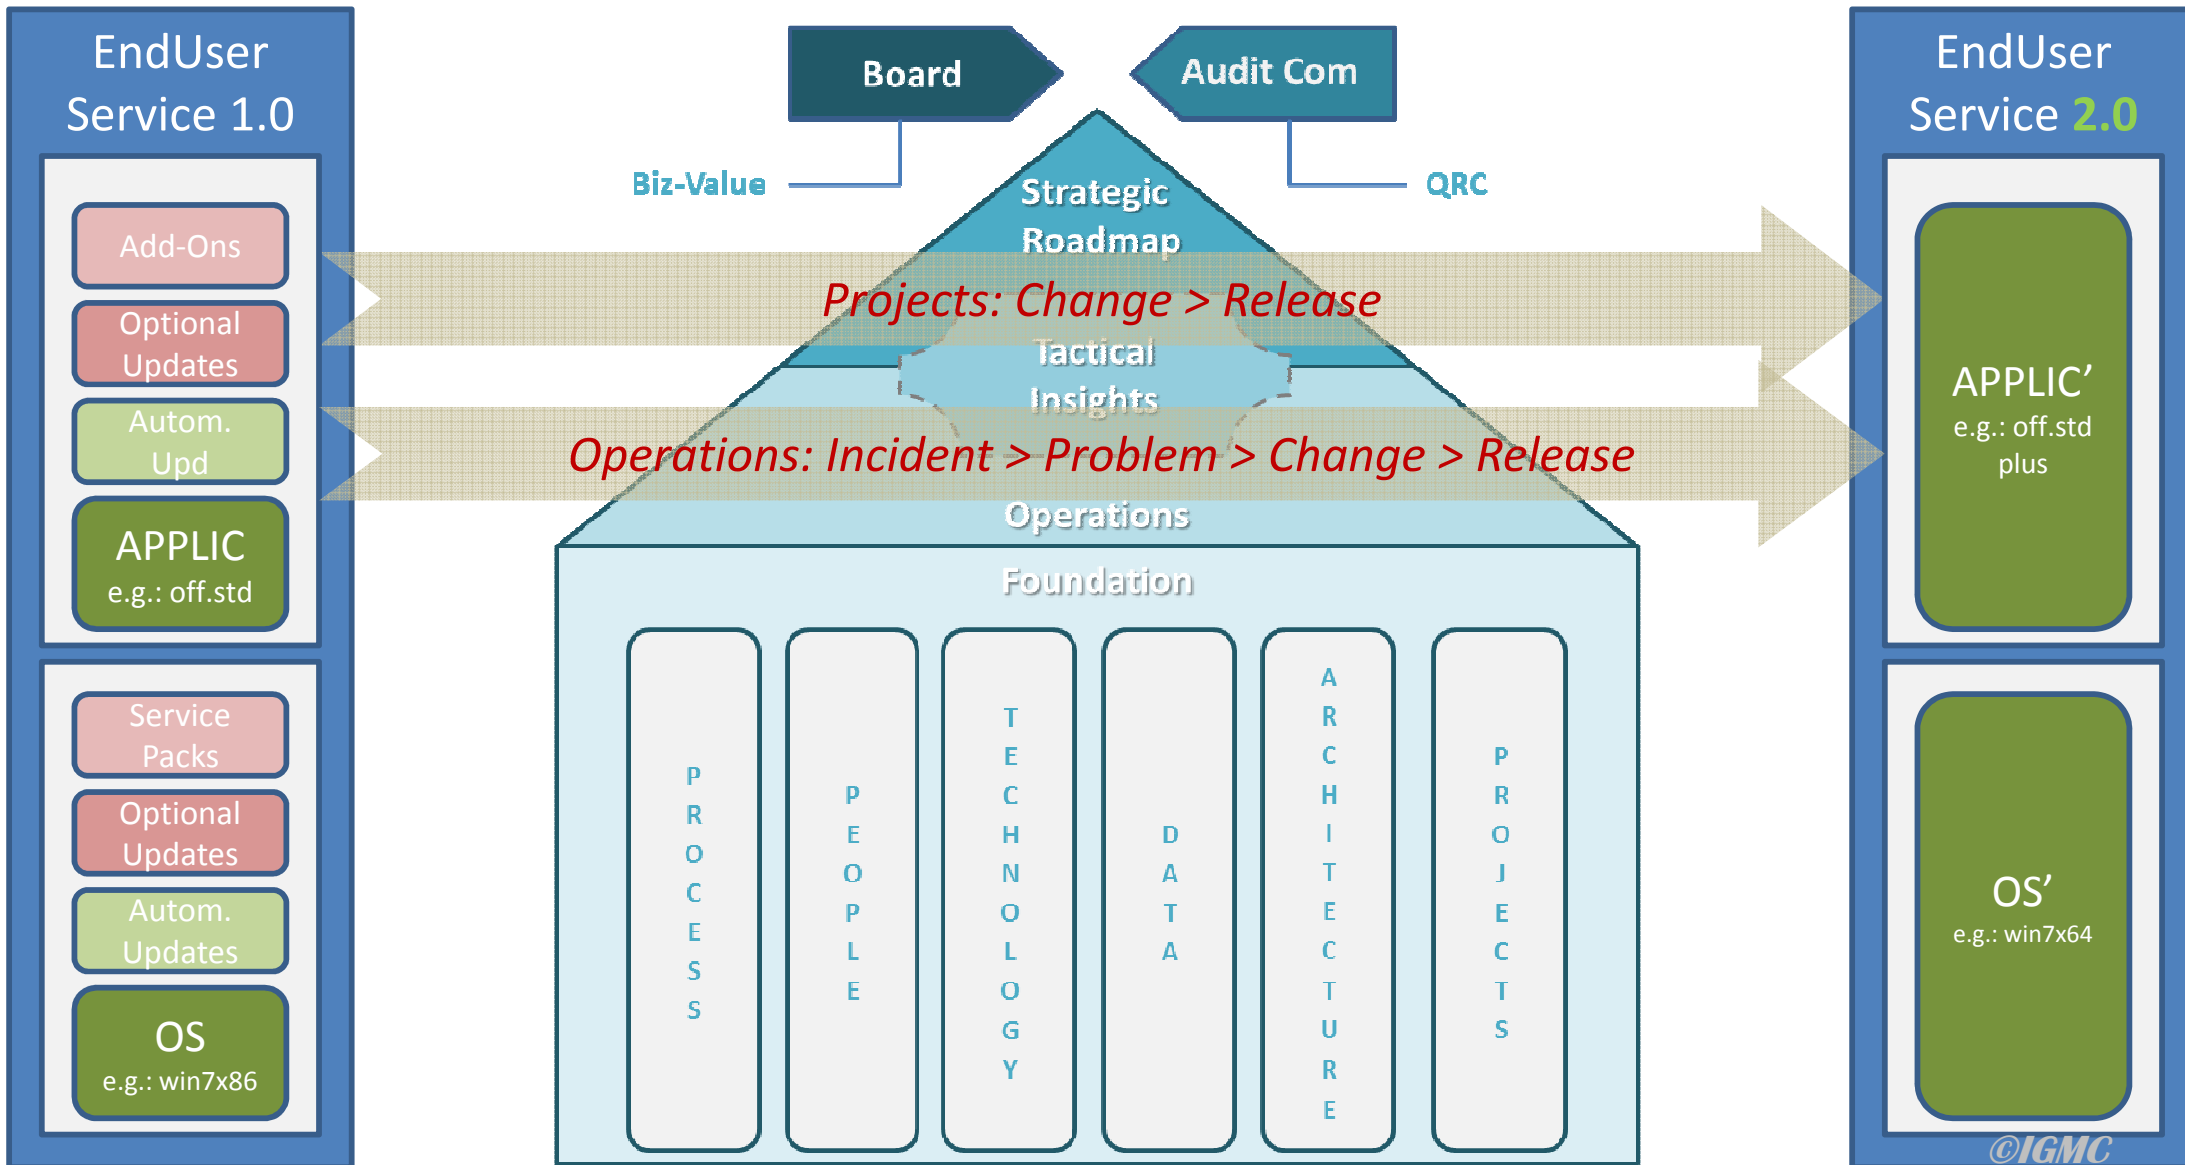 EndUser
Service 1.0
Add-Ons
Optional
Updates
Autom.
Upd
APPLIC
e.g.: off.std
Service
Packs
Optional
Updates
Autom.
Updates
OS
e.g.: win7x86
Board
Audit Com
Biz-Value
QRC
Strategic
Roadmap
Projects: Change > Release
Tactical
Insights
Operations: Incident > Problem > Change > Release
Operations
Foundation
PROCESS
PEOPLE
TECHNOLOGY
DATA
ARCHITECTURE
PROJECTS
EndUser
Service 2.0
APPLIC’
e.g.: off.std
plus
OS’
e.g.: win7x64
©IGMC